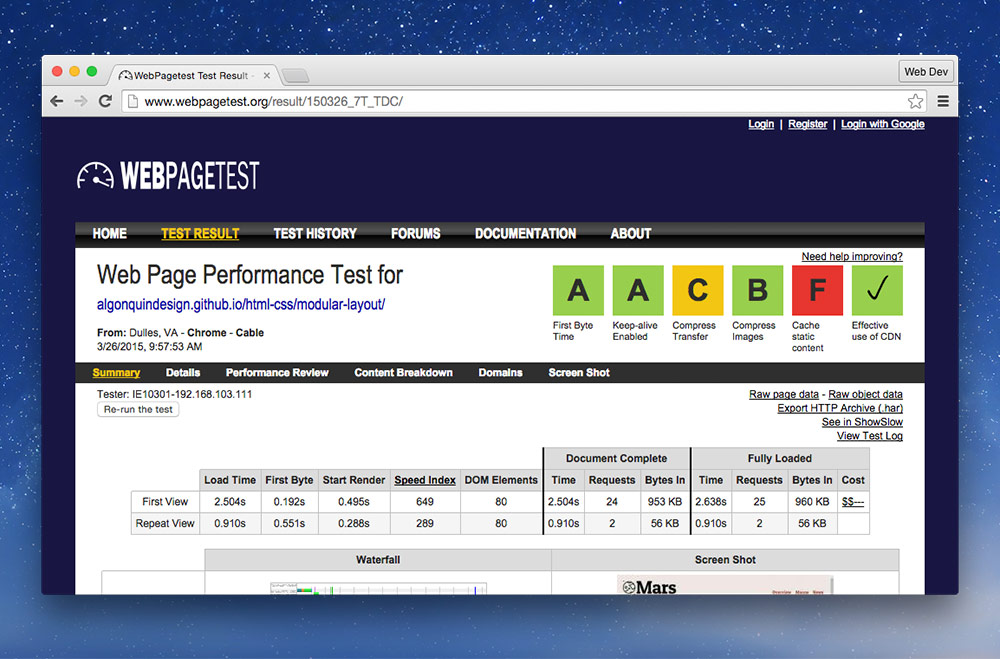 WebPagetest Test Result -
Web Dev
www.webpagetest.org/result/150326_7T_TDC/
Login | Register | Login with Google
WEBPAGETEST
HOME TEST RESULT TEST HISTORY FORUMS DOCUMENTATION ABOUT
Need help improving?
Web Page Performance Test for
algonquindesign.github.io/html-css/modular-layout/
From: Dulles, VA - Chrome - Cable
3/26/2015, 9:57:53 AM
A A C B F ✓
First Byte Time
Keep-alive Enabled
Compress Transfer
Compress Images
Cache static content
Effective use of CDN
Summary Details Performance Review Content Breakdown Domains Screen Shot
Tester: IE10301-192.168.103.111
Re-run the test
Raw page data - Raw object data
Export HTTP Archive (.har)
See in ShowSlow
View Test Log
Document Complete Fully Loaded
Load Time First Byte Start Render Speed Index DOM Elements Time Requests Bytes In Time Requests Bytes In Cost
First View 2.504s 0.192s 0.495s 649 80 2.504s 24 953 KB 2.638s 25 960 KB $$---
Repeat View 0.910s 0.551s 0.288s 289 80 0.910s 2 56 KB 0.910s 2 56 KB
Waterfall Screen Shot
Mars